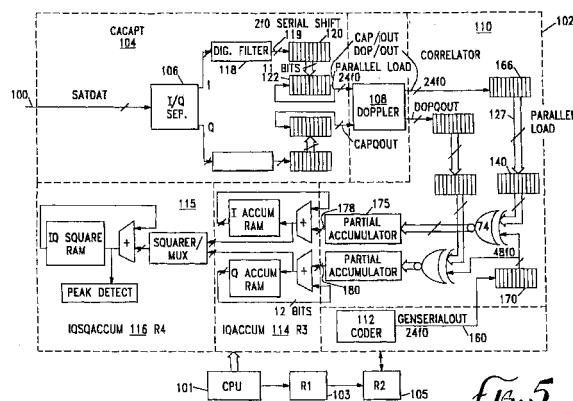 CACAPT
104
2f0 SERIAL SHIFT
119
120
DIG. FILTER
118
11 BITS
122
CAP/OUT
DOP/OUT
PARALLEL LOAD
24f0
CORRELATOR
110
102
166
24f0
108
DOPPLER
DOPQOUT
127
PARALLEL
LOAD
100
SATDAT
106
I/Q
SEP.
I
Q
CAPQOUT
140
115
178
175
I ACCUM
RAM
+
PARTIAL
ACCUMULATOR
74
48f0
IQ SQUARE
RAM
+
SQUARER/
MUX
Q ACCUM
RAM
+
PARTIAL
ACCUMULATOR
180
170
PEAK DETECT
12 BITS
112
CODER
GENSERIALOUT
24f0
160
IQSQACCUM 116 R4
IQACCUM 114 R3
CPU
101
R1
103
R2
105
Fig. 5